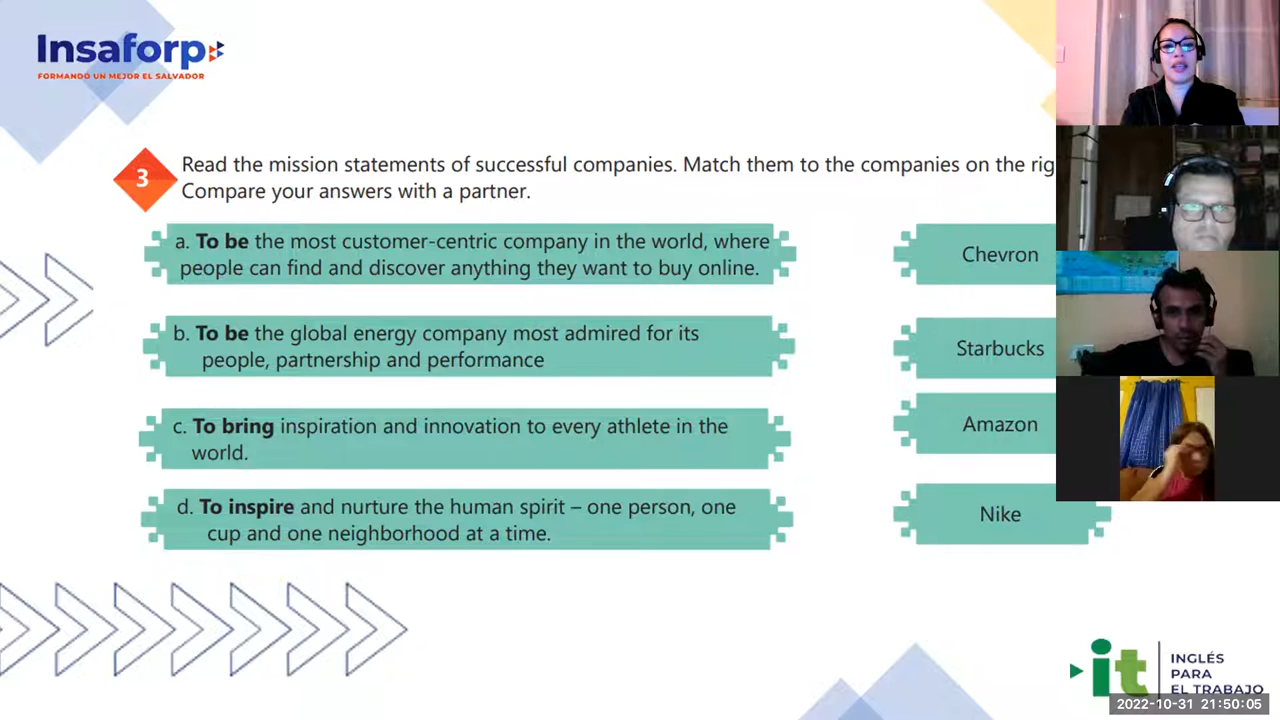 Insaforp
FORMANDO UN MEJOR EL SALVADOR
3
Read the mission statements of successful companies. Match them to the companies on the rig
Compare your answers with a partner.
a. To be the most customer-centric company in the world, where
people can find and discover anything they want to buy online.
Chevron
b. To be the global energy company most admired for its
people, partnership and performance
Starbucks
c. To bring inspiration and innovation to every athlete in the
world.
Amazon
d. To inspire and nurture the human spirit – one person, one
cup and one neighborhood at a time.
Nike
it
INGLÉS
PARA
EL TRABAJO
2022-10-31 21:50:05